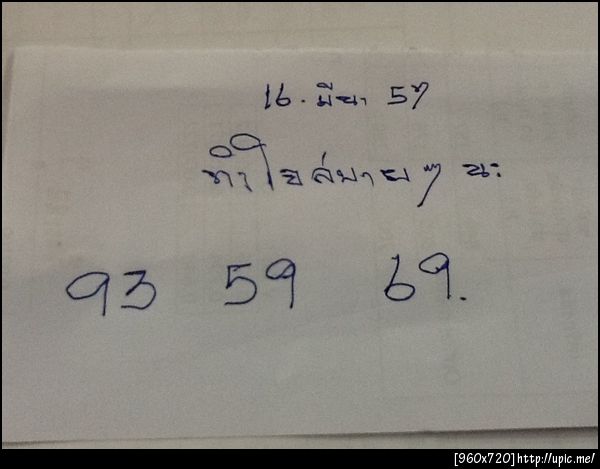 16. มีนา 57
ทำใจสบายๆ นะ
93 59 69.
[960x720]http://upic.me/